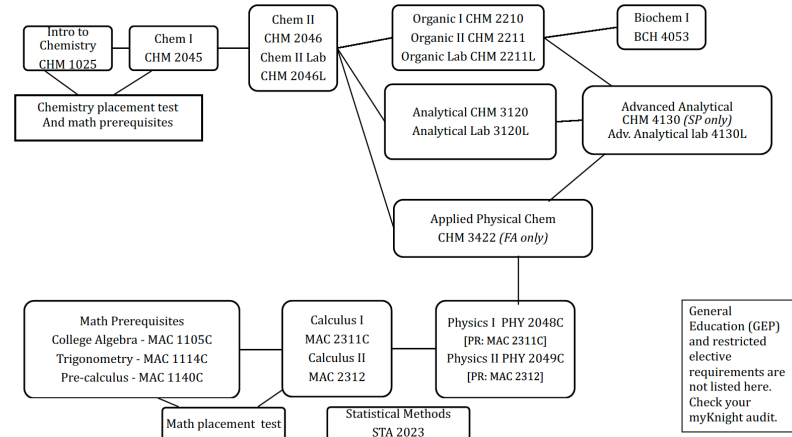 Intro to
Chemistry
CHM 1025
Chem I
CHM 2045
Chem II
CHM 2046
Chem II Lab
CHM 2046L
Organic I CHM 2210
Organic II CHM 2211
Organic Lab CHM 2211L
Biochem I
BCH 4053
Chemistry placement test
And math prerequisites
Analytical CHM 3120
Analytical Lab 3120L
Advanced Analytical
CHM 4130 (SP only)
Adv. Analytical lab 4130L
Applied Physical Chem
CHM 3422 (FA only)
Math Prerequisites
College Algebra - MAC 1105C
Trigonometry - MAC 1114C
Pre-calculus - MAC 1140C
Calculus I
MAC 2311C
Calculus II
MAC 2312
Physics I PHY 2048C
[PR: MAC 2311C]
Physics II PHY 2049C
[PR: MAC 2312]
General
Education (GEP)
and restricted
elective
requirements are
not listed here.
Check your
myKnight audit.
Math placement test
Statistical Methods
STA 2023